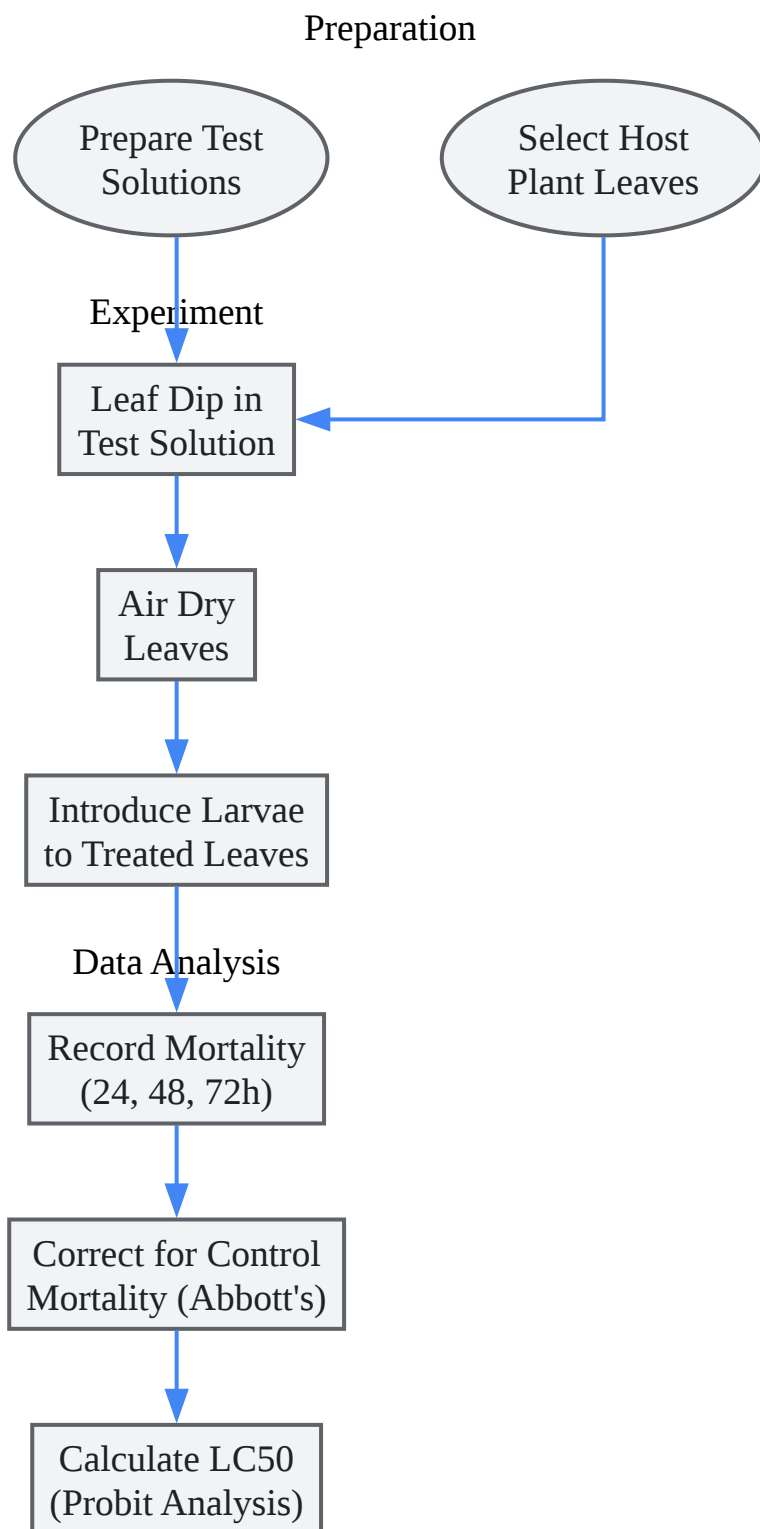 Preparation
Prepare Test
Solutions
Select Host
Plant Leaves
Experiment
Leaf Dip in
Test Solution
Air Dry
Leaves
Introduce Larvae
to Treated Leaves
Data Analysis
Record Mortality
(24, 48, 72h)
Correct for Control
Mortality (Abbott's)
Calculate LC50
(Probit Analysis)